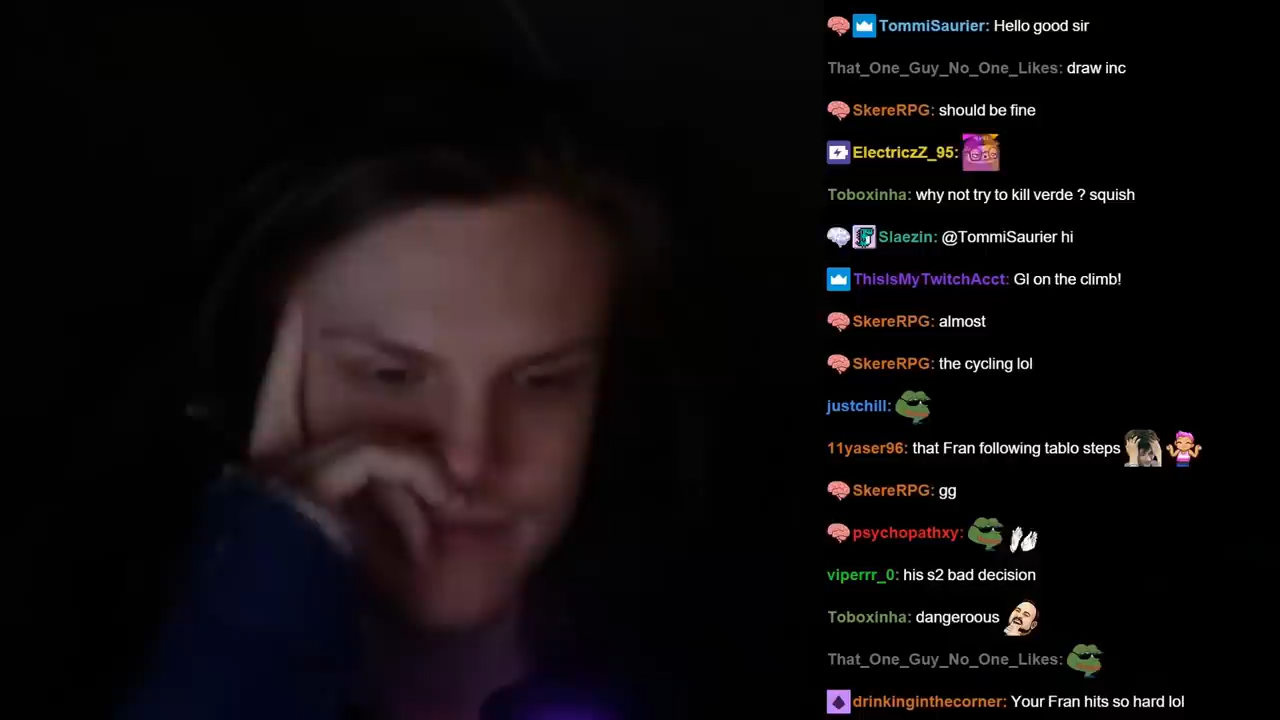 TommiSaurier: Hello good sir
That_One_Guy_No_One_Likes: draw inc
SkereRPG: should be fine
ElectriczZ_95:
Toboxinha: why not try to kill verde ? squish
Slaezin: @TommiSaurier hi
ThisIsMyTwitchAcct: Gl on the climb!
SkereRPG: almost
SkereRPG: the cycling lol
justchill:
11yaser96: that Fran following tablo steps
SkereRPG: gg
psychopathxy:
viperrr_0: his s2 bad decision
Toboxinha: dangeroous
That_One_Guy_No_One_Likes:
drinkinginthecorner: Your Fran hits so hard lol